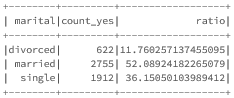 +--------+---------+------------------+
| marital|count_yes|             ratio|
+--------+---------+------------------+
|divorced|      622|11.760257137455095|
| married|     2755| 52.08924182265079|
|  single|     1912| 36.15050103989412|
+--------+---------+------------------+